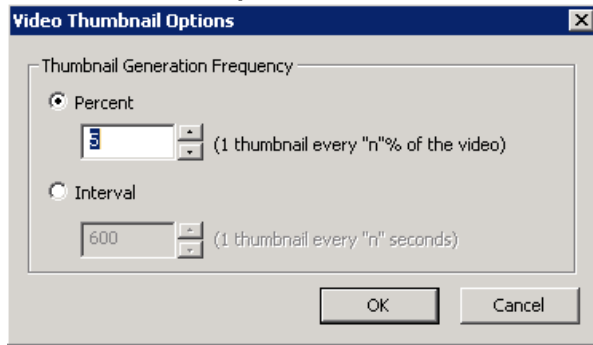 Video Thumbnail Options
Thumbnail Generation Frequency
Percent
5 (1 thumbnail every "n"% of the video)
Interval
600 (1 thumbnail every "n" seconds)
OK Cancel